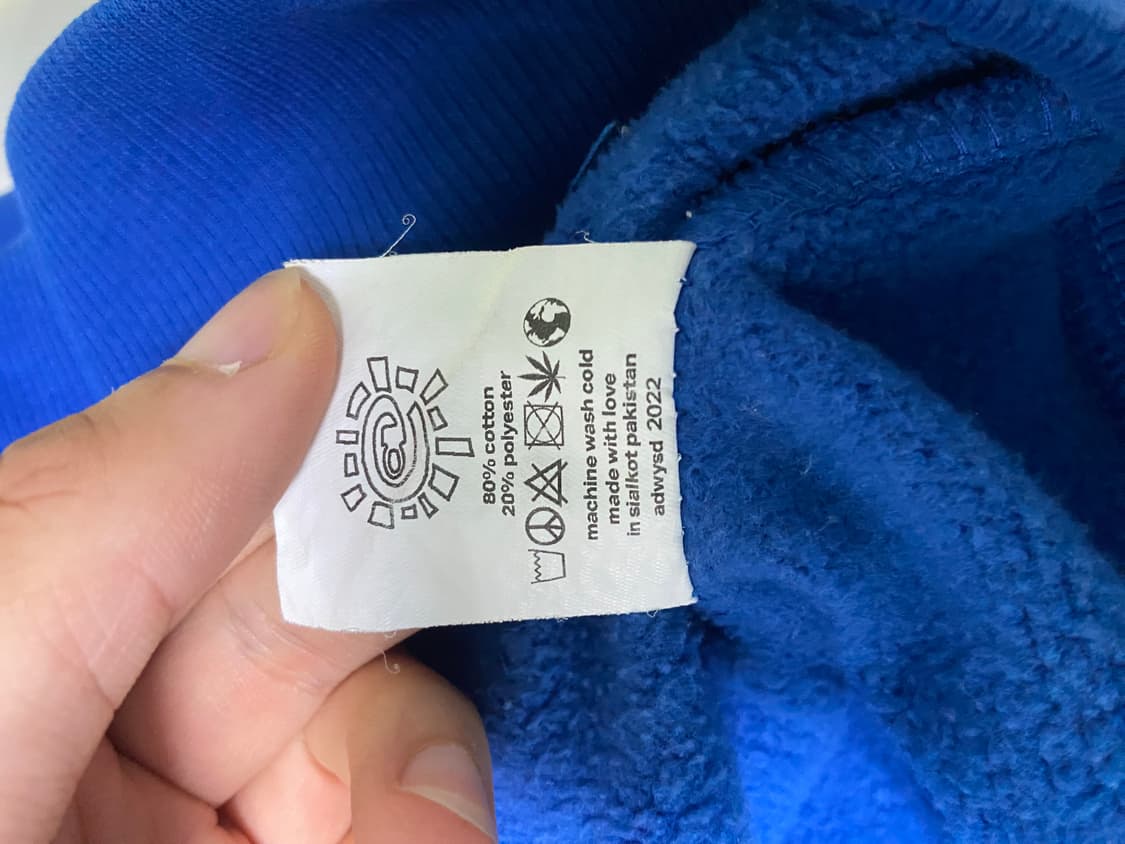 80% cotton
20% polyester
machine wash cold
made with love
in sialkot pakistan
adwysd 2022